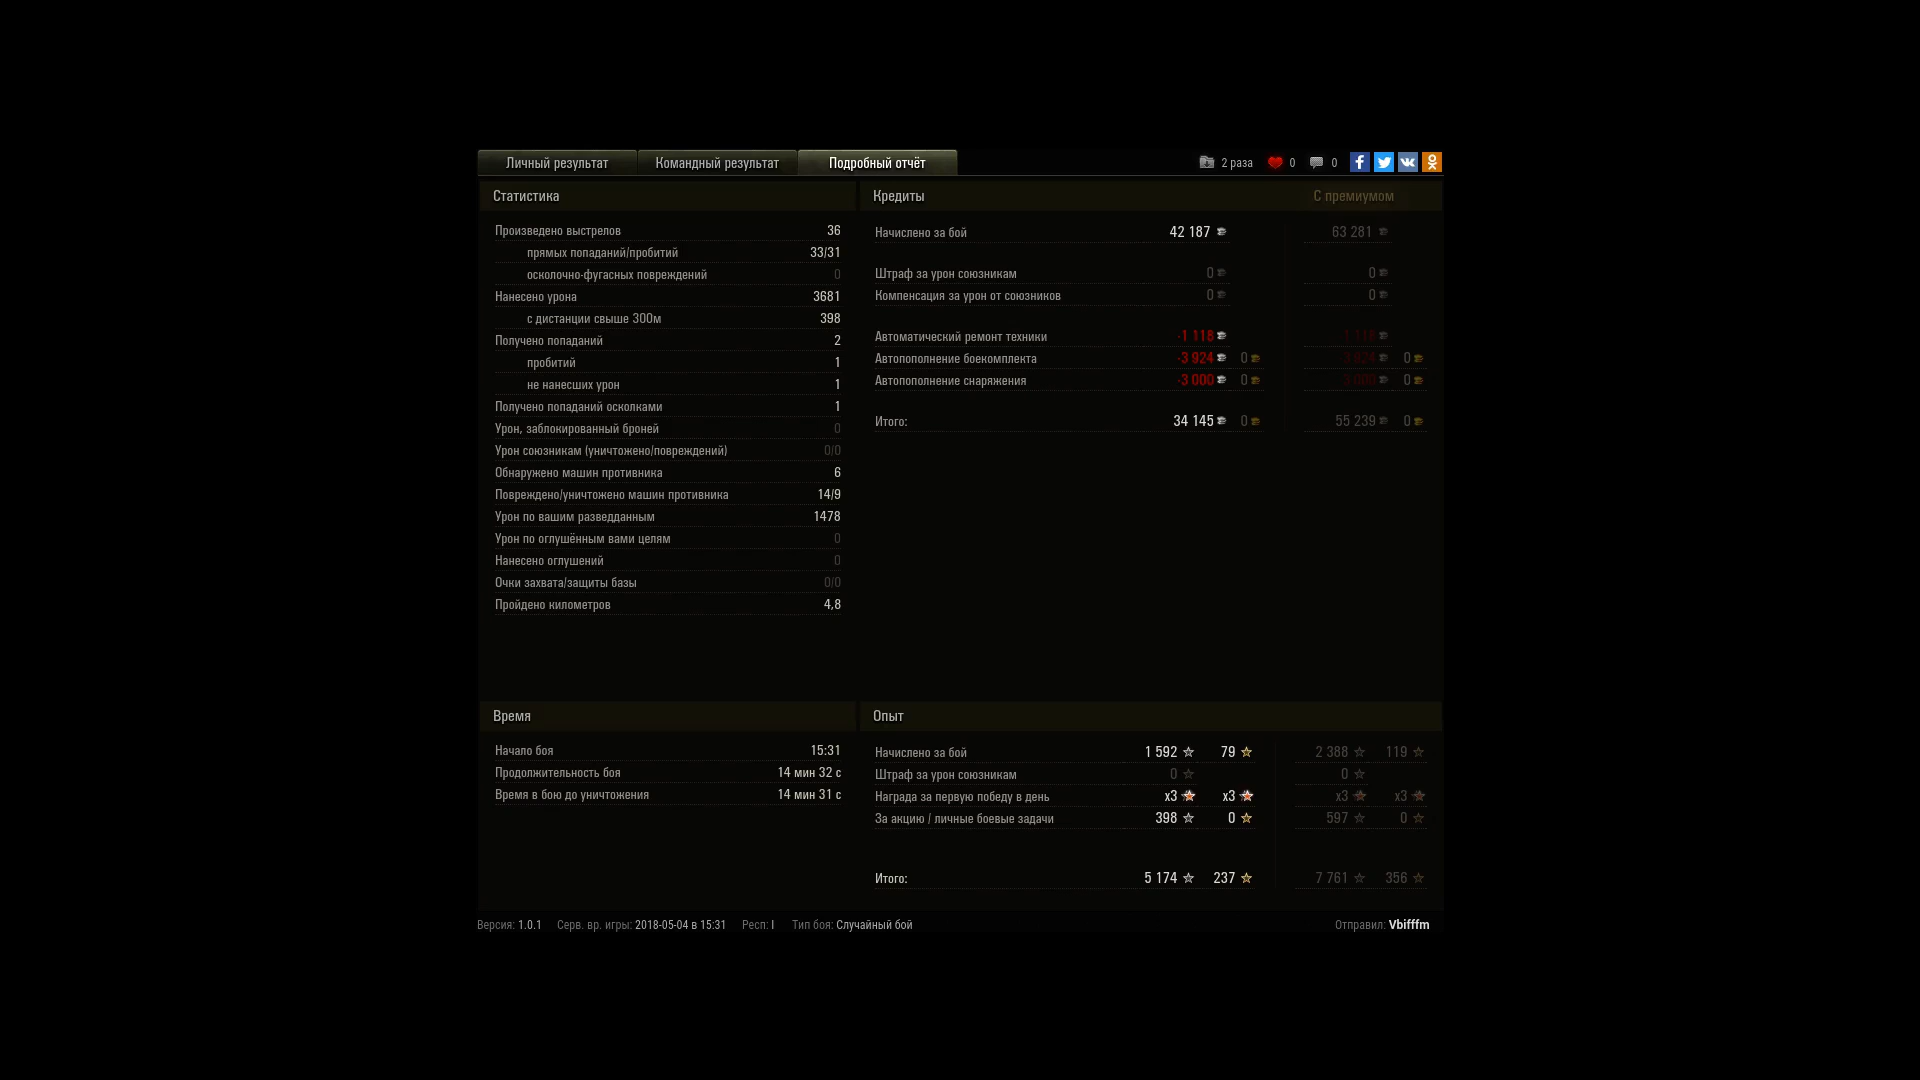 Личный результат Командный результат Подробный отчёт 2 раза 0 0
Статистика
Произведено выстрелов 36
прямых попаданий/пробитий 33/31
осколочно-фугасных повреждений 0
Нанесено урона 3681
с дистанции свыше 300м 398
Получено попаданий 2
пробитий 1
не нанесших урон 1
Получено попаданий осколками 1
Урон, заблокированный броней 0
Урон союзникам (уничтожено/повреждений) 0/0
Обнаружено машин противника 6
Повреждено/уничтожено машин противника 14/9
Урон по вашим разведданным 1478
Урон по оглушённым вами целям 0
Нанесено оглушений 0
Очки захвата/защиты базы 0/0
Пройдено километров 4,8
Кредиты С премиумом
Начислено за бой 42 187 63 281
Штраф за урон союзникам 0 0
Компенсация за урон от союзников 0 0
Автоматический ремонт техники -1 118 -1 118
Автопополнение боекомплекта -3 924 0 -3 924 0
Автопополнение снаряжения -3 000 0 -3 000 0
Итого: 34 145 0 55 239 0
Время
Начало боя 15:31
Продолжительность боя 14 мин 32 с
Время в бою до уничтожения 14 мин 31 с
Опыт
Начислено за бой 1 592 79 2 388 119
Штраф за урон союзникам 0 0
Награда за первую победу в день x3 x3 x3 x3
За акцию / личные боевые задачи 398 0 597 0
Итого: 5 174 237 7 761 356
Версия: 1.0.1 Серв. вр. игры: 2018-05-04 в 15:31 Респ: I Тип боя: Случайный бой Отправил: Vbifffm